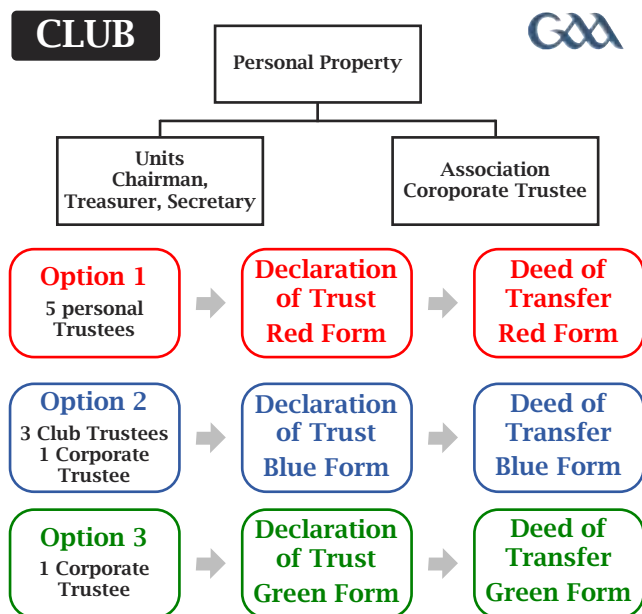 CLUB
GAA
Personal Property
Units
Chairman,
Treasurer, Secretary
Association
Coroporate Trustee
Option 1
5 personal
Trustees
Declaration
of Trust
Red Form
Deed of
Transfer
Red Form
Option 2
3 Club Trustees
1 Corporate
Trustee
Declaration
of Trust
Blue Form
Deed of
Transfer
Blue Form
Option 3
1 Corporate
Trustee
Declaration
of Trust
Green Form
Deed of
Transfer
Green Form